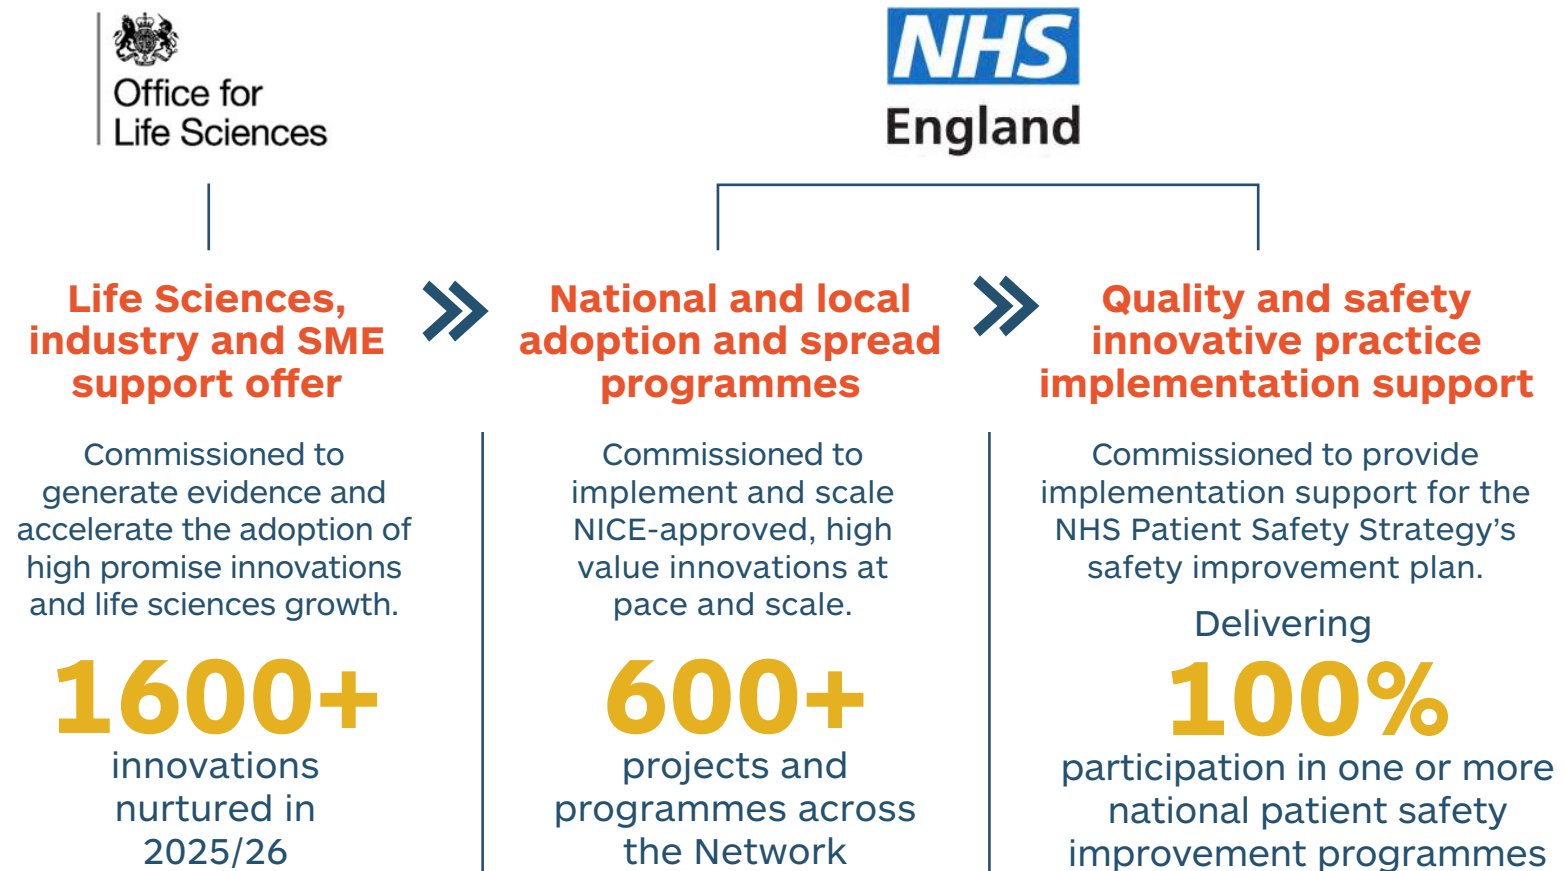 Office for
Life Sciences
NHS
England
Life Sciences,
industry and SME
support offer
Commissioned to
generate evidence and
accelerate the adoption of
high promise innovations
and life sciences growth.
1600+
innovations
nurtured in
2025/26
National and local
adoption and spread
programmes
Commissioned to
implement and scale
NICE-approved, high
value innovations at
pace and scale.
600+
projects and
programmes across
the Network
Quality and safety
innovative practice
implementation support
Commissioned to provide
implementation support for the
NHS Patient Safety Strategy’s
safety improvement plan.
Delivering
100%
participation in one or more
national patient safety
improvement programmes